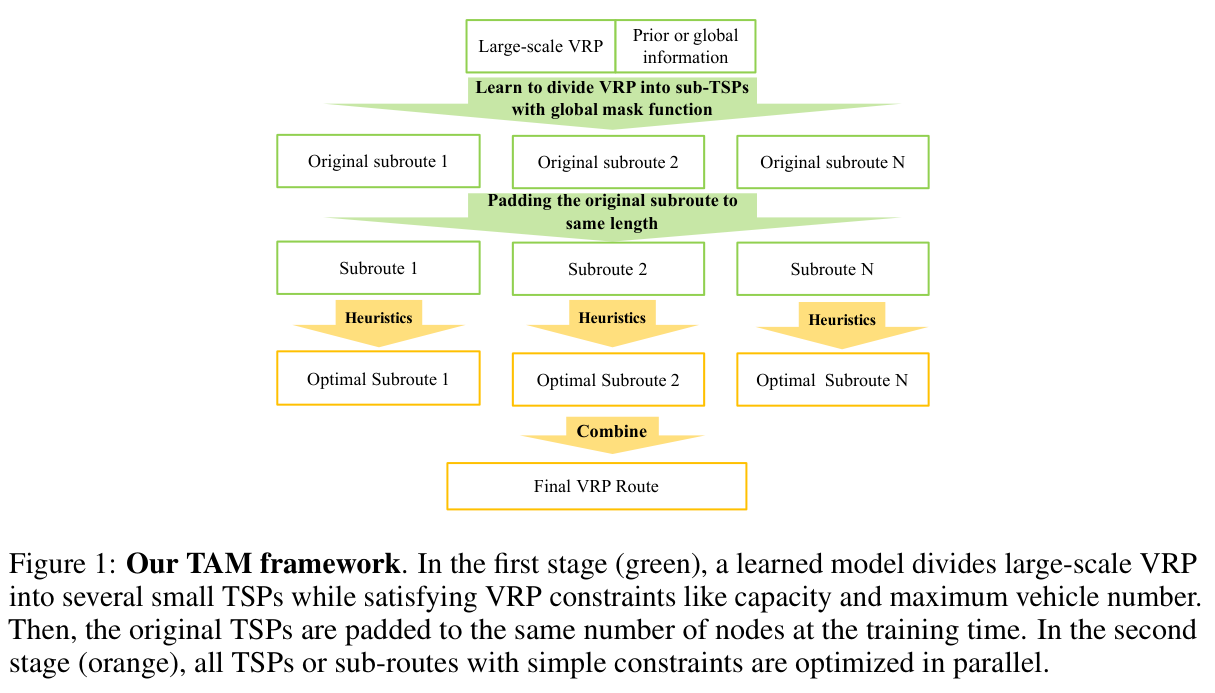 Large-scale VRP
Prior or global
information
Learn to divide VRP into sub-TSPs
with global mask function
Original subroute 1
Original subroute 2
Original subroute N
Padding the original subroute to
same length
Subroute 1
Subroute 2
Subroute N
Heuristics
Heuristics
Heuristics
Optimal Subroute 1
Optimal Subroute 2
Optimal Subroute N
Combine
Final VRP Route
Figure 1: Our TAM framework. In the first stage (green), a learned model divides large-scale VRP
into several small TSPs while satisfying VRP constraints like capacity and maximum vehicle number.
Then, the original TSPs are padded to the same number of nodes at the training time. In the second
stage (orange), all TSPs or sub-routes with simple constraints are optimized in parallel.